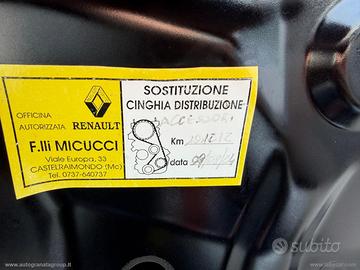 OFFICINA
AUTORIZZATA RENAULT
F.lli MICUCCI
Viale Europa, 33
CASTELRAIMONDO (Mc)
Tel. 0737-640737
SOSTITUZIONE
CINGHIA DISTRIBUZIONE
ACCESSORI
Km
data
subito
www.autogranatagroup.it